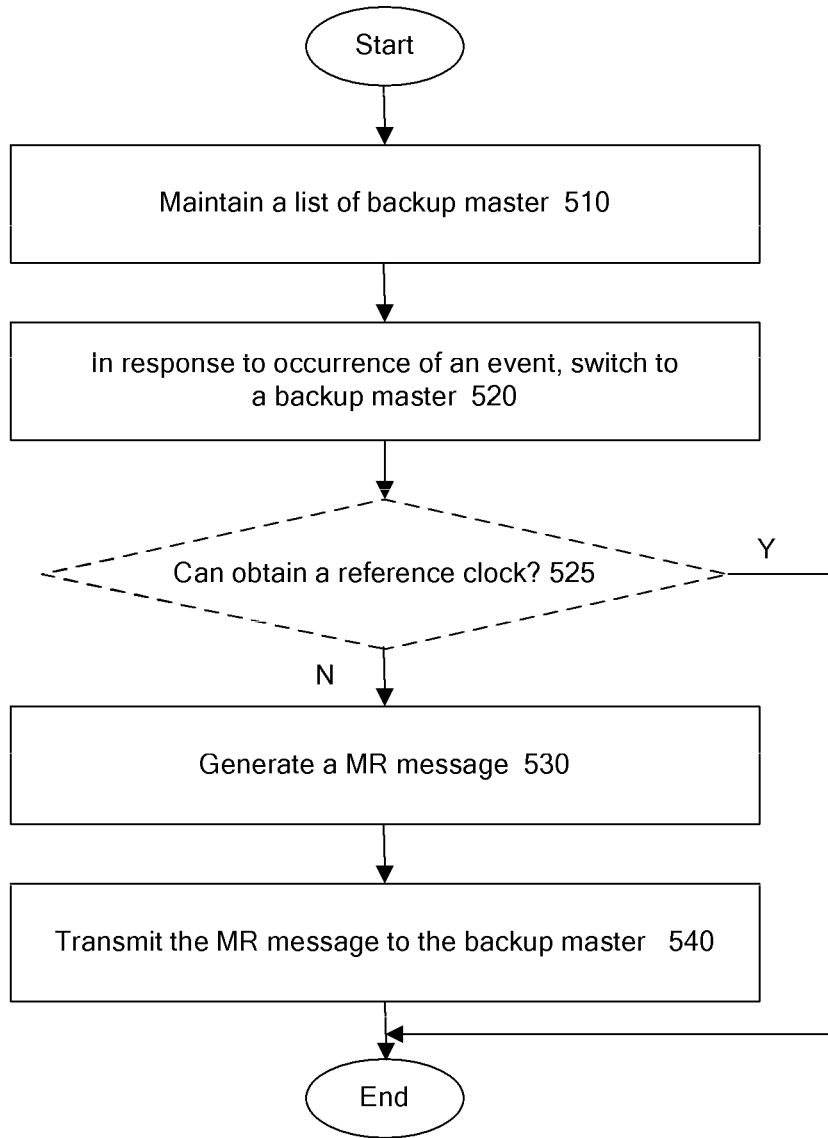 Start
Maintain a list of backup master 510
In response to occurrence of an event, switch to
a backup master 520
Y
Can obtain a reference clock? 525
N
Generate a MR message 530
Transmit the MR message to the backup master 540
End